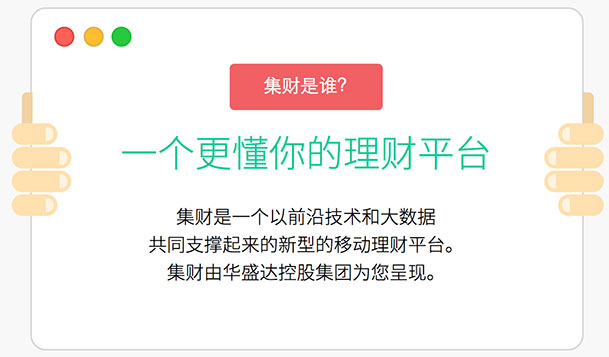 集财是谁?
一个更懂你的理财平台
集财是一个以前沿技术和大数据
共同支撑起来的新型的移动理财平台。
集财由华盛达控股集团为您呈现。